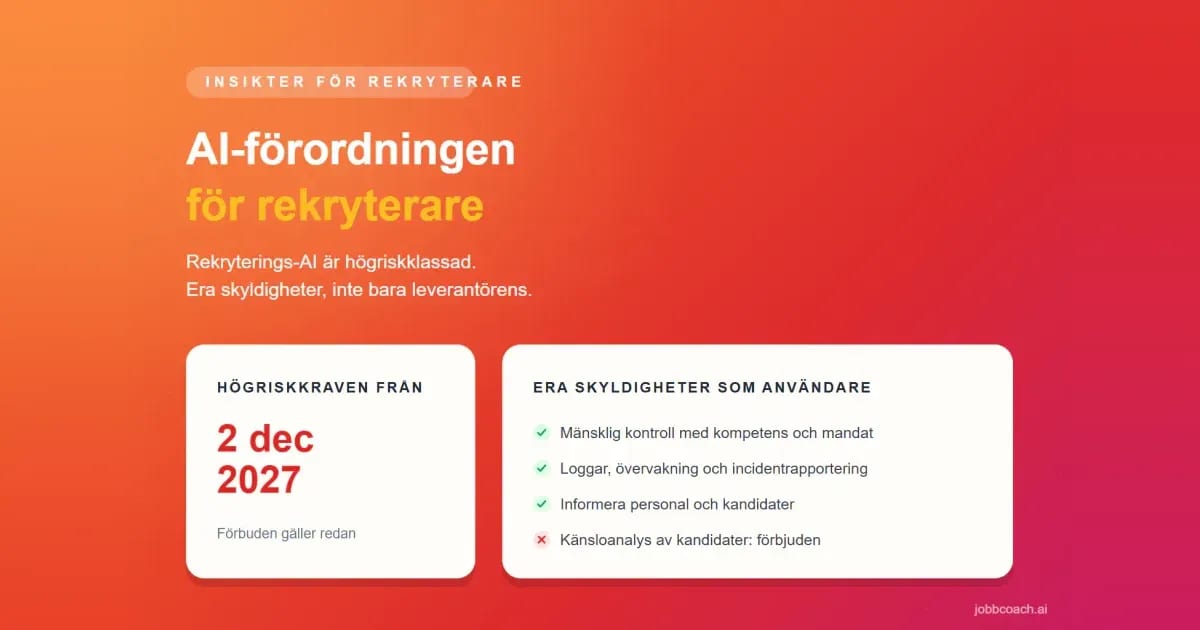 INSIKTER FÖR REKRYTERARE
AI-förordningen
för rekryterare
Rekryterings-AI är högriskklassad.
Era skyldigheter, inte bara leverantörens.
HÖGRISKKRAVEN FRÅN
2 dec
2027
Förbuden gäller redan
ERA SKYLDIGHETER SOM ANVÄNDARE
Mänsklig kontroll med kompetens och mandat
Loggar, övervakning och incidentrapportering
Informera personal och kandidater
Känsloanalys av kandidater: förbjuden
jobbcoach.ai